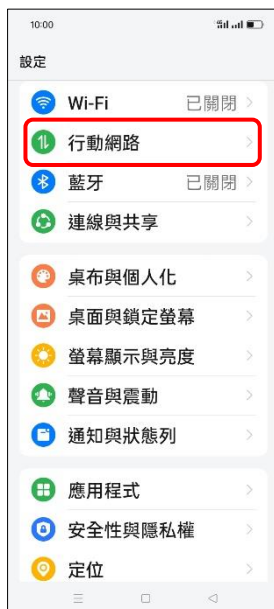 10:00
設定
Wi-Fi 已關閉
行動網路
藍牙 已關閉
連線與共享
桌布與個人化
桌面與鎖定螢幕
螢幕顯示與亮度
聲音與震動
通知與狀態列
應用程式
安全性與隱私權
定位